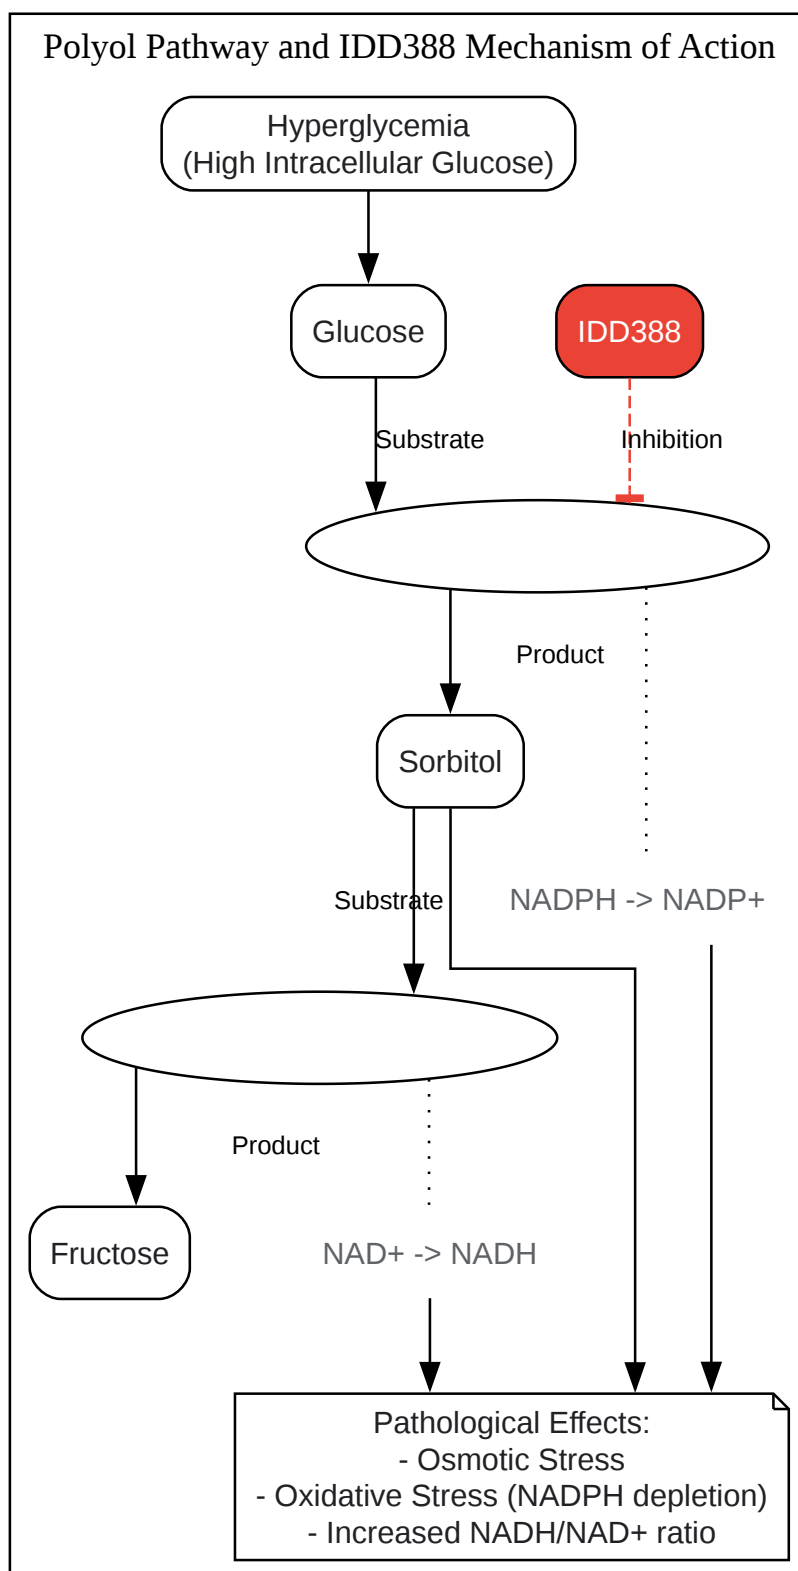 Polyol Pathway and IDD388 Mechanism of Action
Hyperglycemia
(High Intracellular Glucose)
Glucose
IDD388
Substrate
Inhibition
Product
Sorbitol
Substrate
NADPH -> NADP+
Product
Fructose
NAD+ -> NADH
Pathological Effects:
- Osmotic Stress
- Oxidative Stress (NADPH depletion)
- Increased NADH/NAD+ ratio